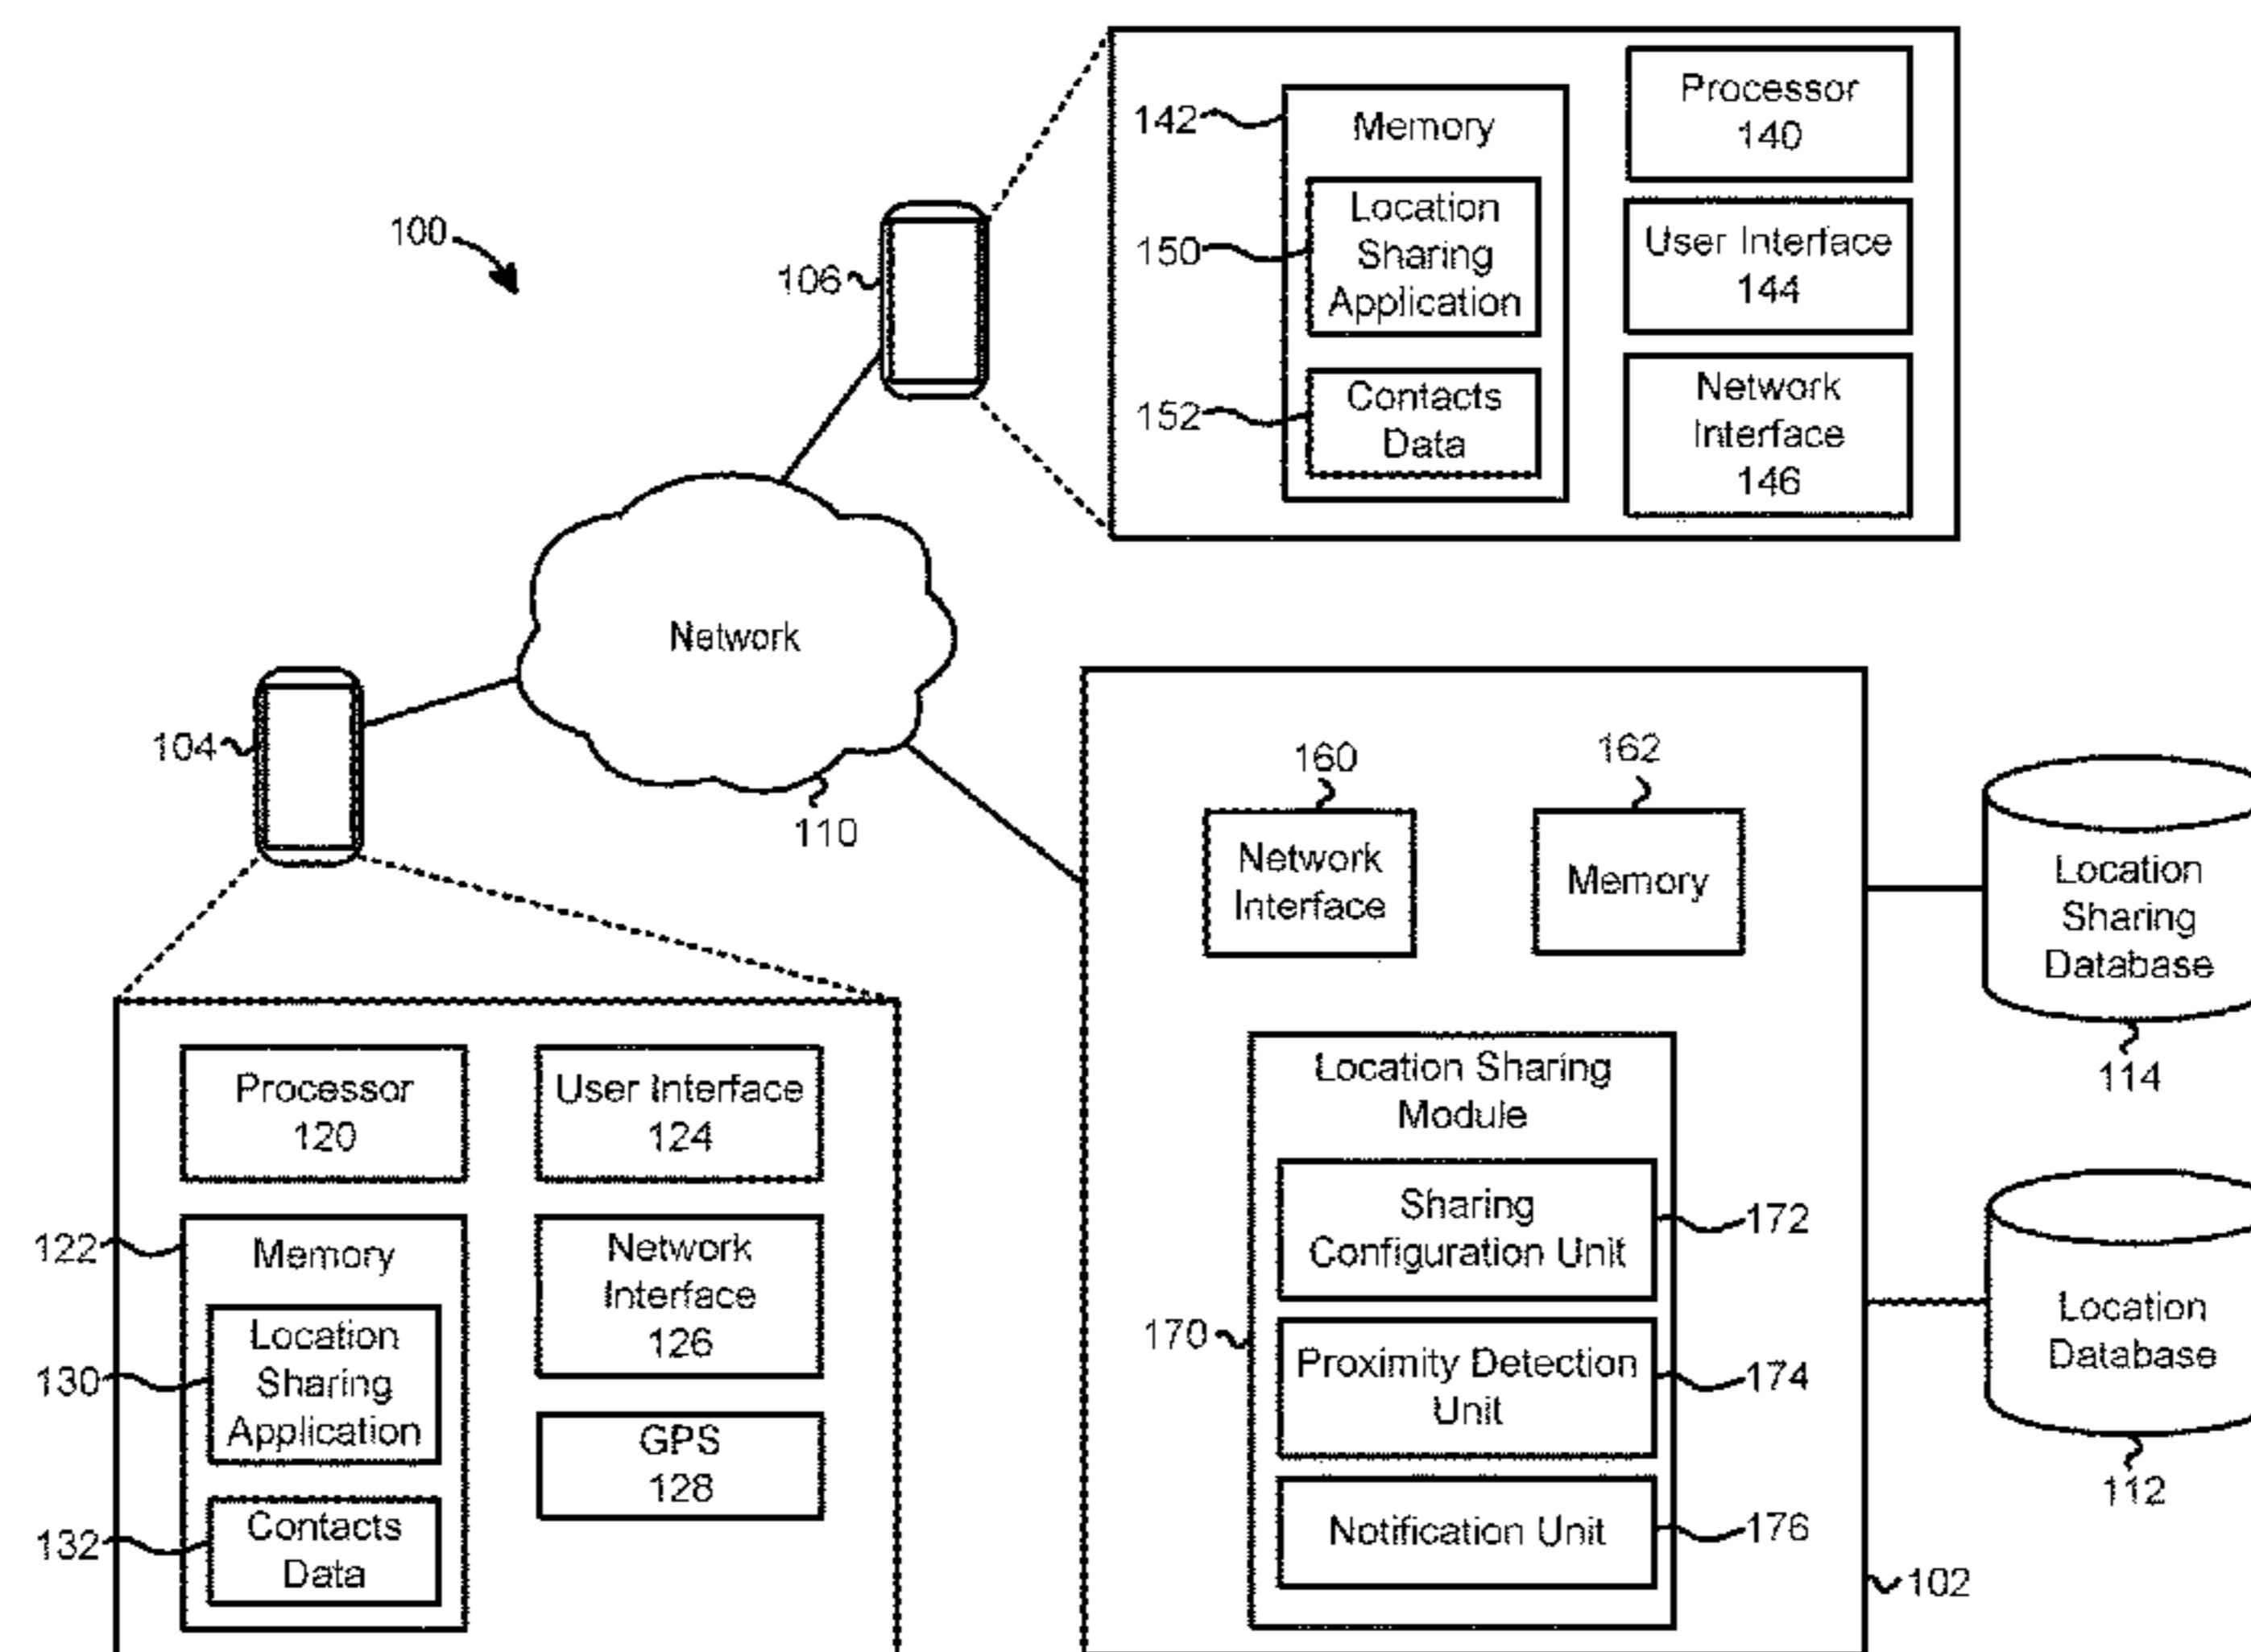 100
106
142
Memory
150
Location
Sharing
Application
152
Contacts
Data
Processor
140
User Interface
144
Network
Interface
146
Network
110
104
Processor
120
User Interface
124
122
Memory
130
Location
Sharing
Application
132
Contacts
Data
Network
Interface
126
GPS
128
160
Network
Interface
162
Memory
170
Location Sharing
Module
Sharing
Configuration Unit
172
Proximity Detection
Unit
174
Notification Unit
176
102
Location
Sharing
Database
114
Location
Database
112